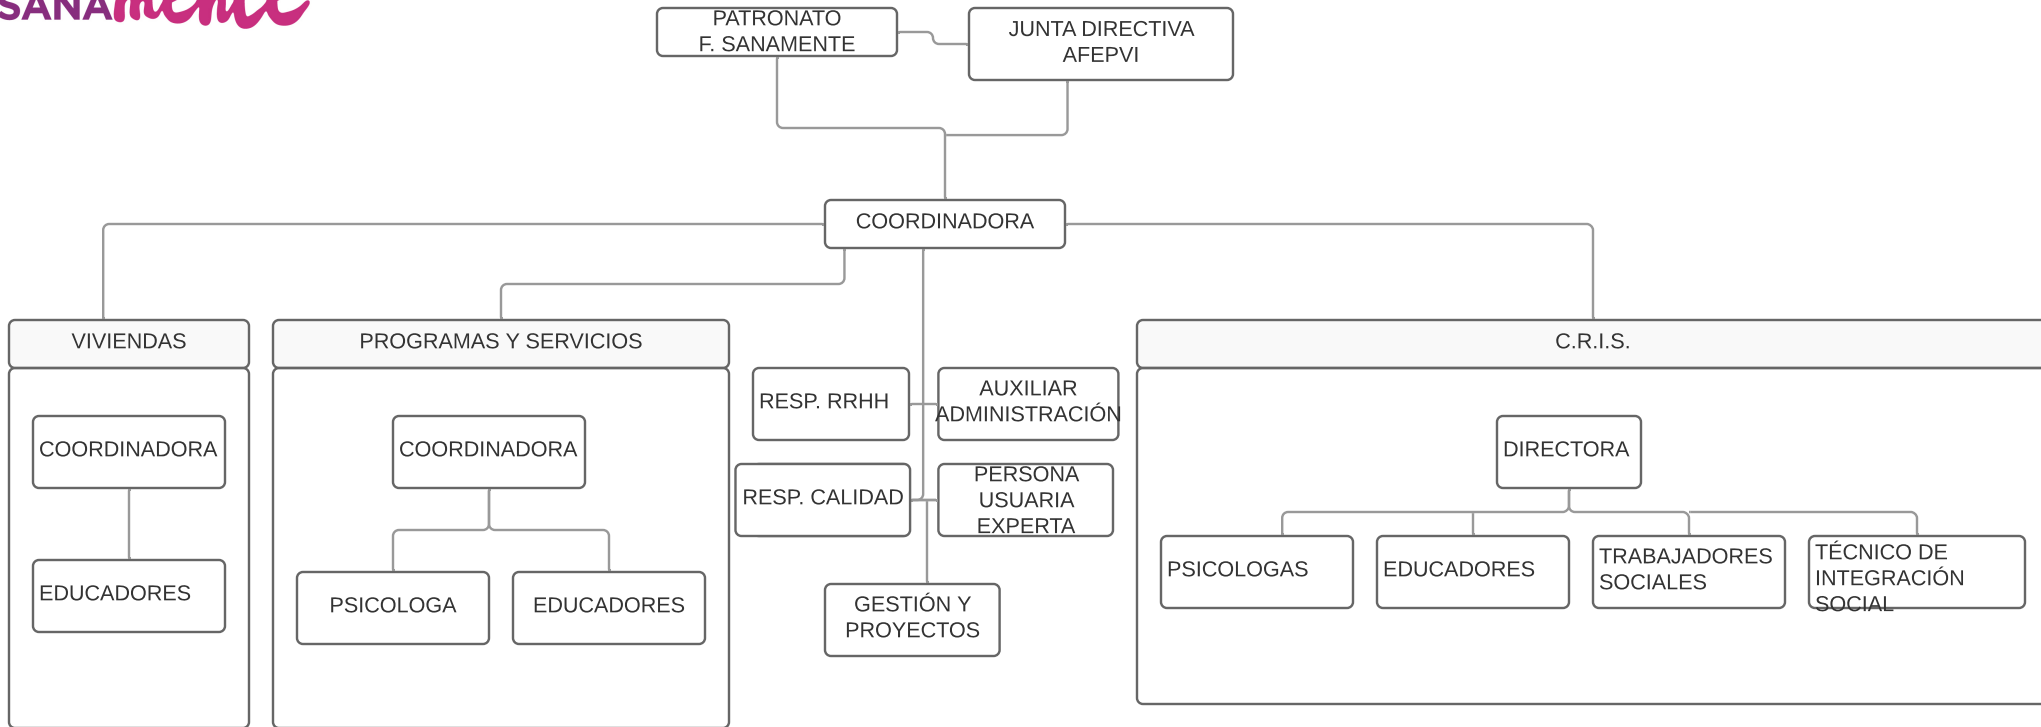 SANAmente
PATRONATO
F. SANAMENTE
JUNTA DIRECTIVA
AFEPVI
COORDINADORA
VIVIENDAS
PROGRAMAS Y SERVICIOS
C.R.I.S.
COORDINADORA
EDUCADORES
COORDINADORA
PSICOLOGA
EDUCADORES
RESP. RRHH
AUXILIAR
ADMINISTRACIÓN
RESP. CALIDAD
PERSONA
USUARIA
EXPERTA
GESTIÓN Y
PROYECTOS
DIRECTORA
PSICOLOGAS
EDUCADORES
TRABAJADORES
SOCIALES
TÉCNICO DE
INTEGRACIÓN
SOCIAL